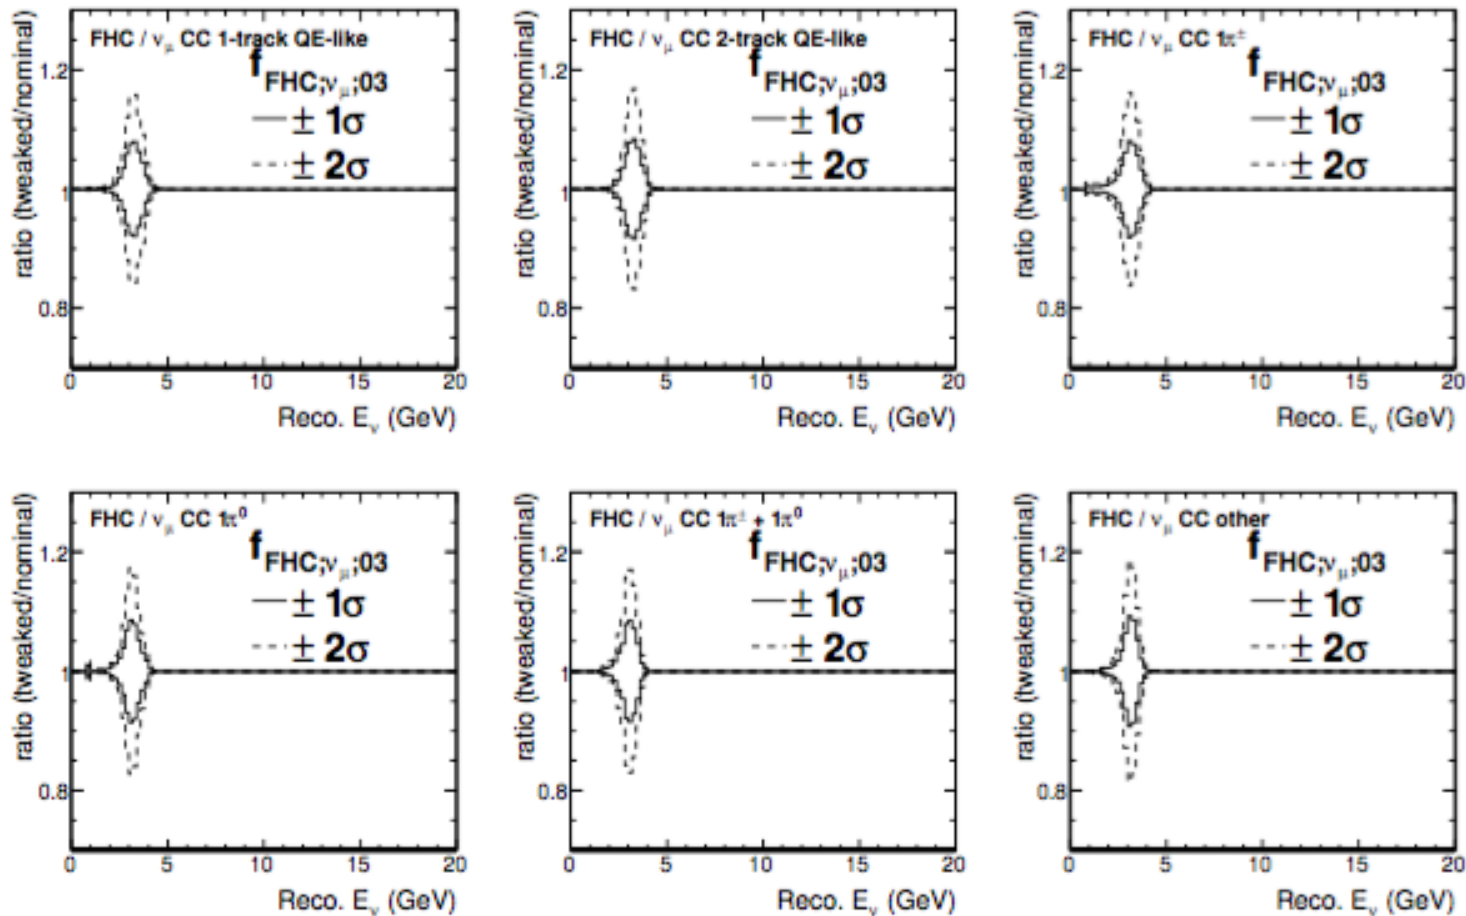 FHC / νμ CC 1-track QE-like
f FHC;νμ;03
± 1σ
± 2σ
ratio (tweaked/nominal)
1.2
1
0.8
0 5 10 15 20
Reco. Eν (GeV)
FHC / νμ CC 2-track QE-like
f FHC;νμ;03
± 1σ
± 2σ
ratio (tweaked/nominal)
1.2
1
0.8
0 5 10 15 20
Reco. Eν (GeV)
FHC / νμ CC 1π±
f FHC;νμ;03
± 1σ
± 2σ
ratio (tweaked/nominal)
1.2
1
0.8
0 5 10 15 20
Reco. Eν (GeV)
FHC / νμ CC 1π⁰
f FHC;νμ;03
± 1σ
± 2σ
ratio (tweaked/nominal)
1.2
1
0.8
0 5 10 15 20
Reco. Eν (GeV)
FHC / νμ CC 1π± + 1π⁰
f FHC;νμ;03
± 1σ
± 2σ
ratio (tweaked/nominal)
1.2
1
0.8
0 5 10 15 20
Reco. Eν (GeV)
FHC / νμ CC other
f FHC;νμ;03
± 1σ
± 2σ
ratio (tweaked/nominal)
1.2
1
0.8
0 5 10 15 20
Reco. Eν (GeV)